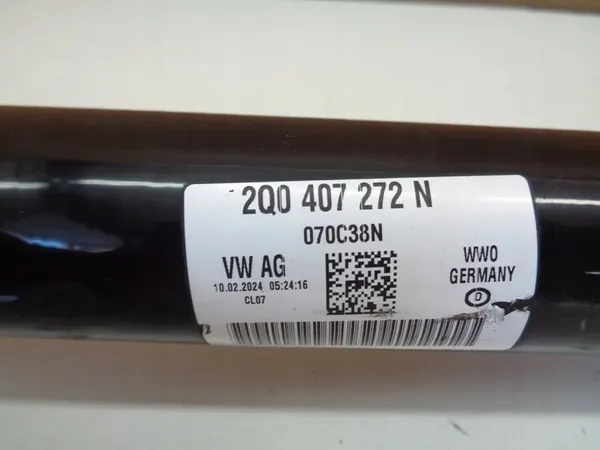 2Q0 407 272 N
070C38N
VW AG
10.02.2024 05:24:16
CL07
WWO
GERMANY
D